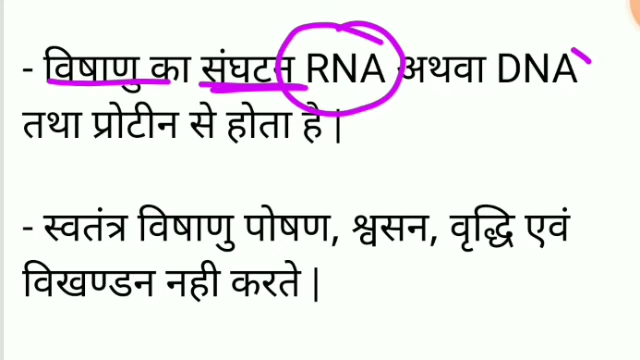 - विषाणु का संघटन RNA अथवा DNA
तथा प्रोटीन से होता हे |
- स्वतंत्र विषाणु पोषण, श्वसन, वृद्धि एवं
विखण्डन नही करते |